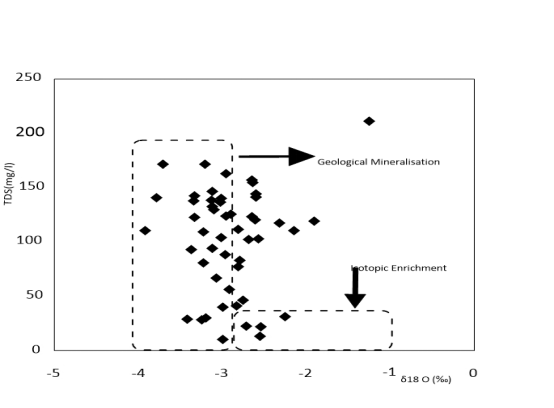 250
200
150
100
50
0
TDS(mg/l)
Geological Mineralisation
Isotopic Enrichment
-5 -4 -3 -2 -1 0
δ18 O (‰)